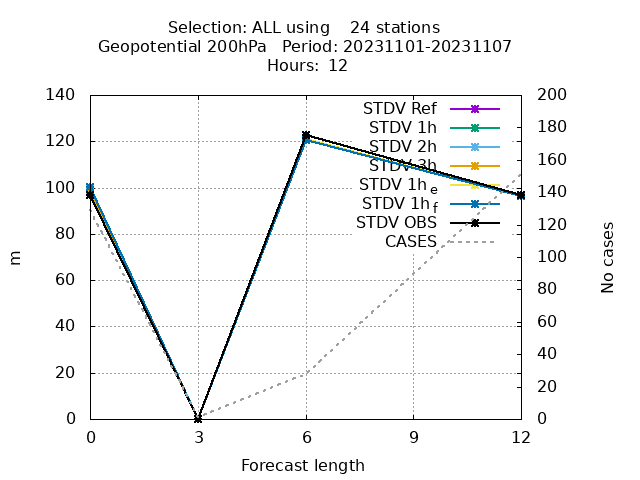 Selection: ALL using    24 stations
Geopotential 200hPa   Period: 20231101-20231107
Hours:  12
140
120
100
80
60
40
20
0
m
200
180
160
140
120
100
80
60
40
20
0
No cases
STDV Ref
STDV 1h
STDV 2h
STDV 3h
STDV 1h e
STDV 1h f
STDV OBS
CASES
0 3 6 9 12
Forecast length